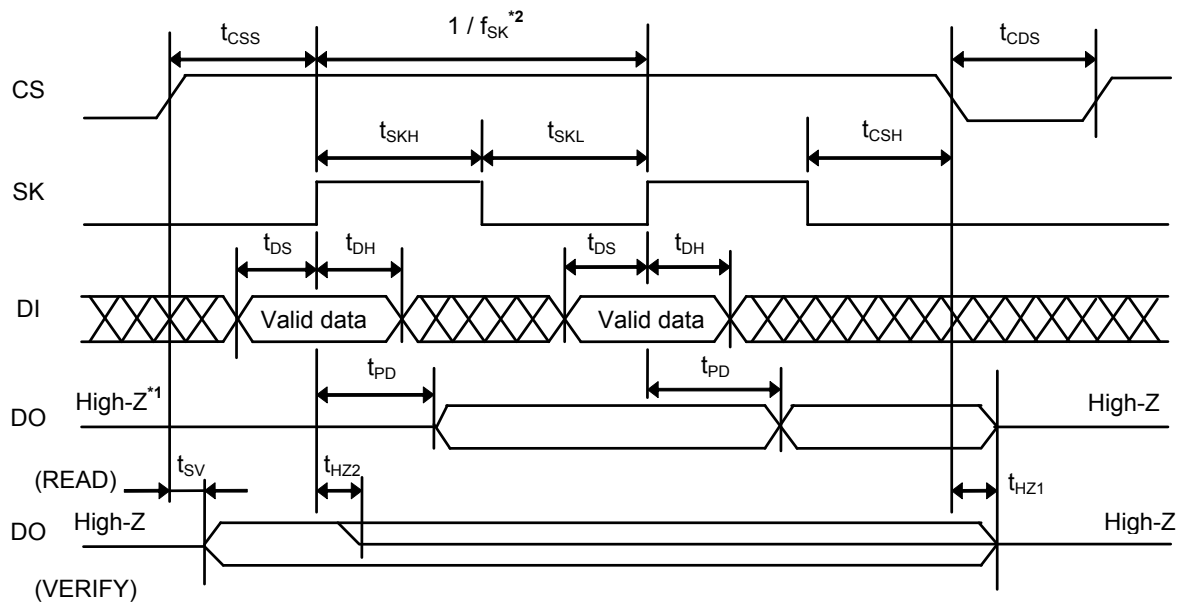 tCSS 1 / fSK*2 tCDS
CS
tSKH tSKL tCSH
SK
tDS tDH tDS tDH
DI Valid data Valid data
tPD tPD
High-Z*1 High-Z
DO
(READ) tSV tHZ2 tHZ1
High-Z High-Z
DO
(VERIFY)